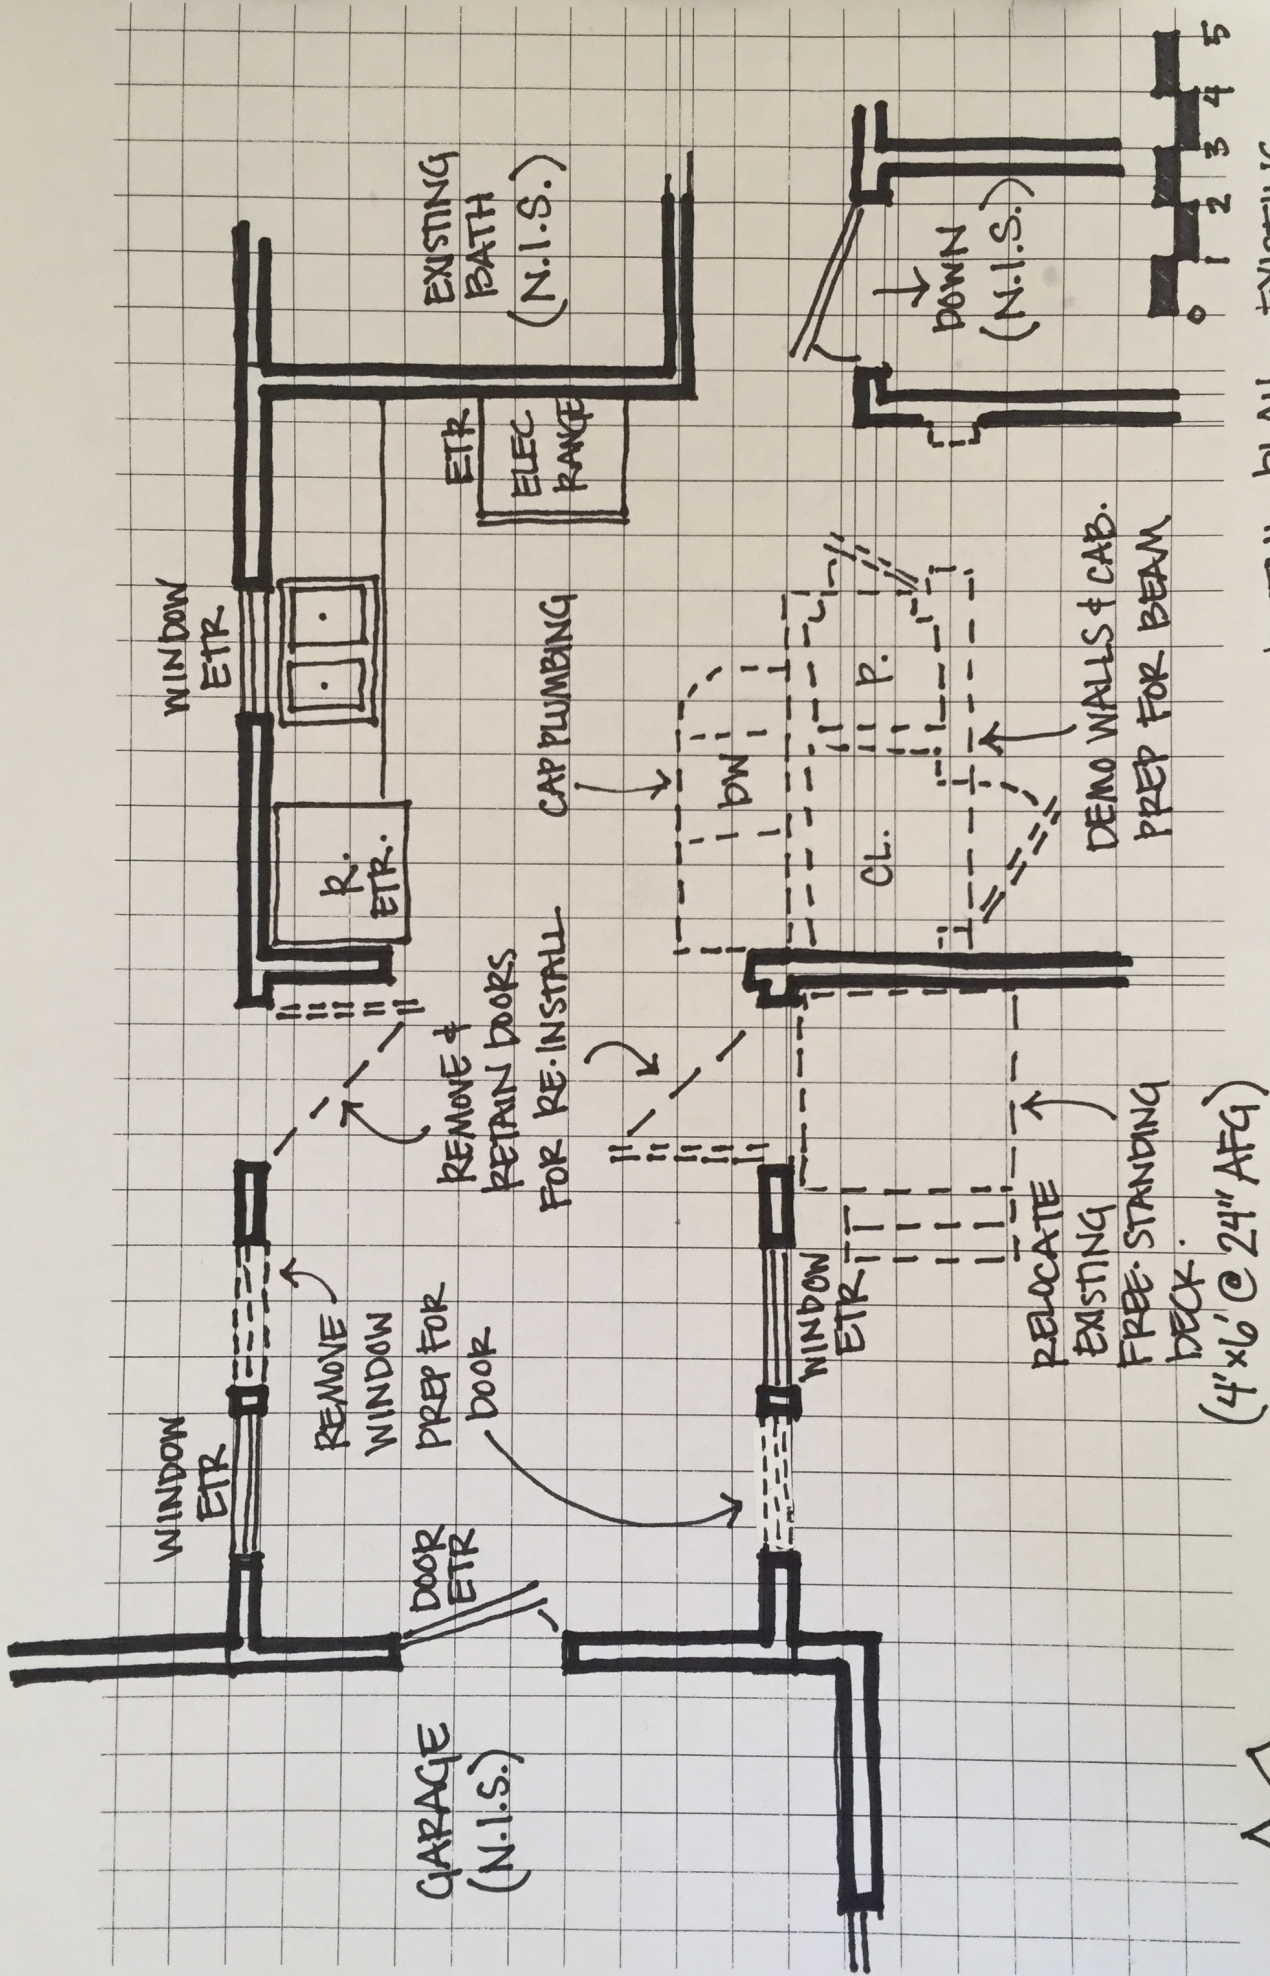 WINDOW
ETR
WINDOW
ETR
REMOVE
WINDOW
PREP FOR
DOOR
DOOR
ETR
GARAGE
(N.I.S.)
R.
ETR.
ETR
ELEC
RANGE
EXISTING
BATH
(N.I.S.)
REMOVE &
RETAIN DOORS
FOR RE-INSTALL
CAP PLUMBING
DW
CL.
P.
DOWN
(N.I.S.)
WINDOW
ETR
RELOCATE
EXISTING
FREE-STANDING
DECK.
(4'x6' @ 24" AFG)
DEMO WALLS & CAB.
PREP FOR BEAM
0 1 2 3 4 5
PLAN EXISTING